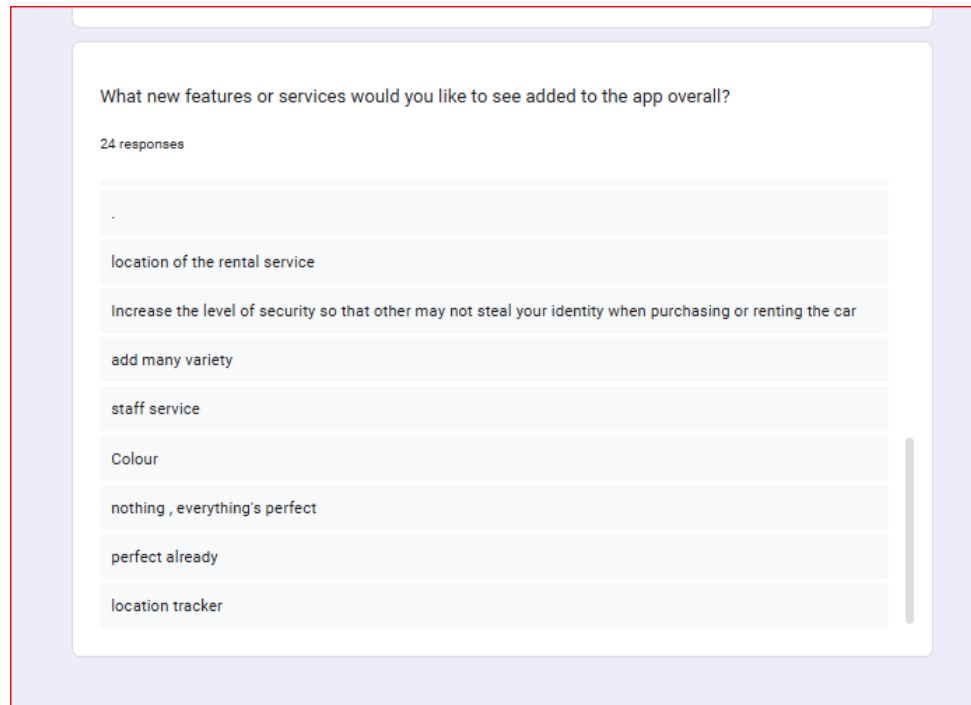 What new features or services would you like to see added to the app overall?
24 responses
.
location of the rental service
Increase the level of security so that other may not steal your identity when purchasing or renting the car
add many variety
staff service
Colour
nothing , everything's perfect
perfect already
location tracker